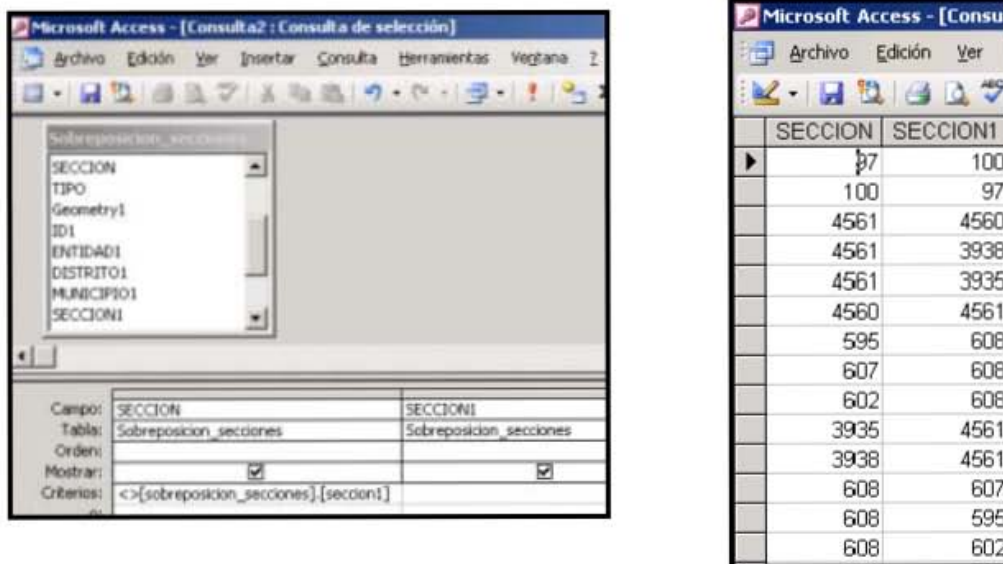 Microsoft Access - [Consulta2 : Consulta de selección]
Archivo Edición Ver Insertar Consulta Herramientas Ventana ?
Sobreposicion_secciones
SECCION
TIPO
Geometry1
ID1
ENTIDAD1
DISTRITO1
MUNICIPIO1
SECCION1
Campo: SECCION SECCION1
Tabla: Sobreposicion_secciones Sobreposicion_secciones
Orden:
Mostrar:
Criterios: <>[sobreposicion_secciones].[seccion1]
o:
Microsoft Access - [Consu
Archivo Edición Ver
SECCION SECCION1
97 100
100 97
4561 4560
4561 3938
4561 3935
4560 4561
595 608
607 608
602 608
3935 4561
3938 4561
608 607
608 595
608 602